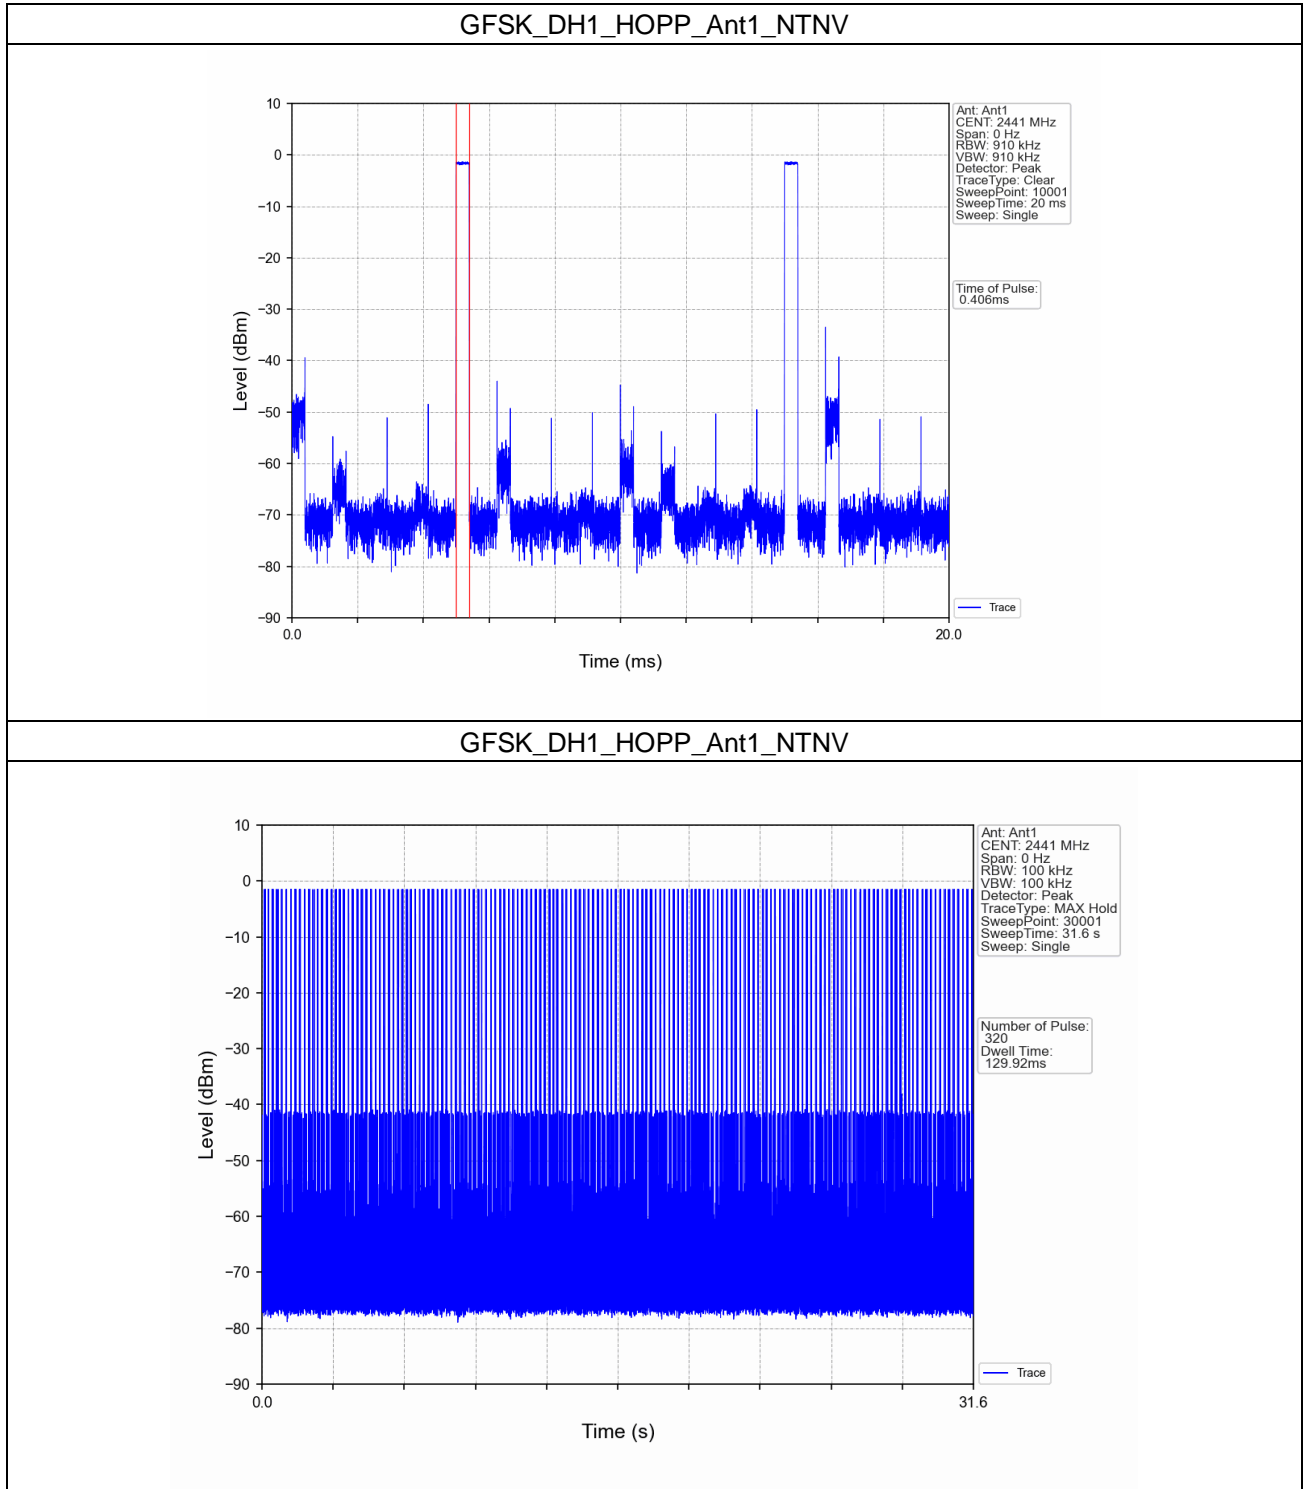 GFSK_DH1_HOPP_Ant1_NTNV
10
0
−10
−20
−30
−40
−50
−60
−70
−80
−90
Level (dBm)
0.0
20.0
Time (ms)
Ant: Ant1
CENT: 2441 MHz
Span: 0 Hz
RBW: 910 kHz
VBW: 910 kHz
Detector: Peak
TraceType: Clear
SweepPoint: 10001
SweepTime: 20 ms
Sweep: Single
Time of Pulse:
0.406ms
Trace
GFSK_DH1_HOPP_Ant1_NTNV
10
0
−10
−20
−30
−40
−50
−60
−70
−80
−90
Level (dBm)
0.0
31.6
Time (s)
Ant: Ant1
CENT: 2441 MHz
Span: 0 Hz
RBW: 100 kHz
VBW: 100 kHz
Detector: Peak
TraceType: MAX Hold
SweepPoint: 30001
SweepTime: 31.6 s
Sweep: Single
Number of Pulse:
320
Dwell Time:
129.92ms
Trace